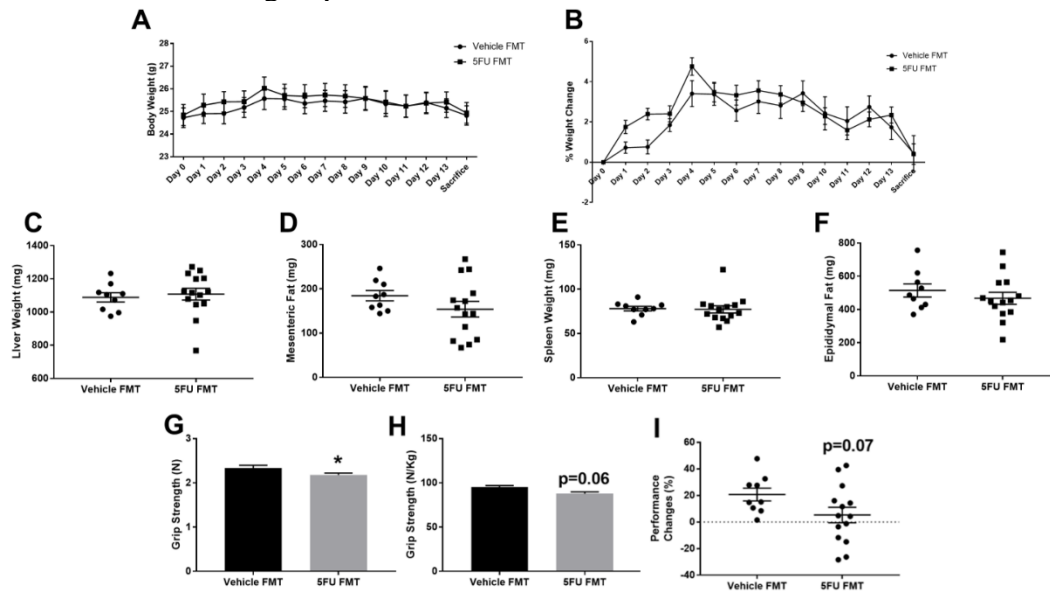 A
Body Weight (g)
28
27
26
25
24
23
Day 0
Day 1
Day 2
Day 3
Day 4
Day 5
Day 6
Day 7
Day 8
Day 9
Day 10
Day 11
Day 12
Day 13
Sacrifice
Vehicle FMT
5FU FMT
B
% Weight Change
6
4
2
0
-2
Day 0
Day 1
Day 2
Day 3
Day 4
Day 5
Day 6
Day 7
Day 8
Day 9
Day 10
Day 11
Day 12
Day 13
Sacrifice
Vehicle FMT
5FU FMT
C
Liver Weight (mg)
1400
1200
1000
800
600
Vehicle FMT
5FU FMT
D
Mesenteric Fat (mg)
300
200
100
0
Vehicle FMT
5FU FMT
E
Spleen Weight (mg)
150
100
50
0
Vehicle FMT
5FU FMT
F
Epididymal Fat (mg)
800
600
400
200
0
Vehicle FMT
5FU FMT
G
Grip Strength (N)
3
2
1
0
*
Vehicle FMT
5FU FMT
H
Grip Strength (N/Kg)
150
100
50
0
p=0.06
Vehicle FMT
5FU FMT
I
Performance
Changes (%)
60
40
20
0
-20
-40
p=0.07
Vehicle FMT
5FU FMT